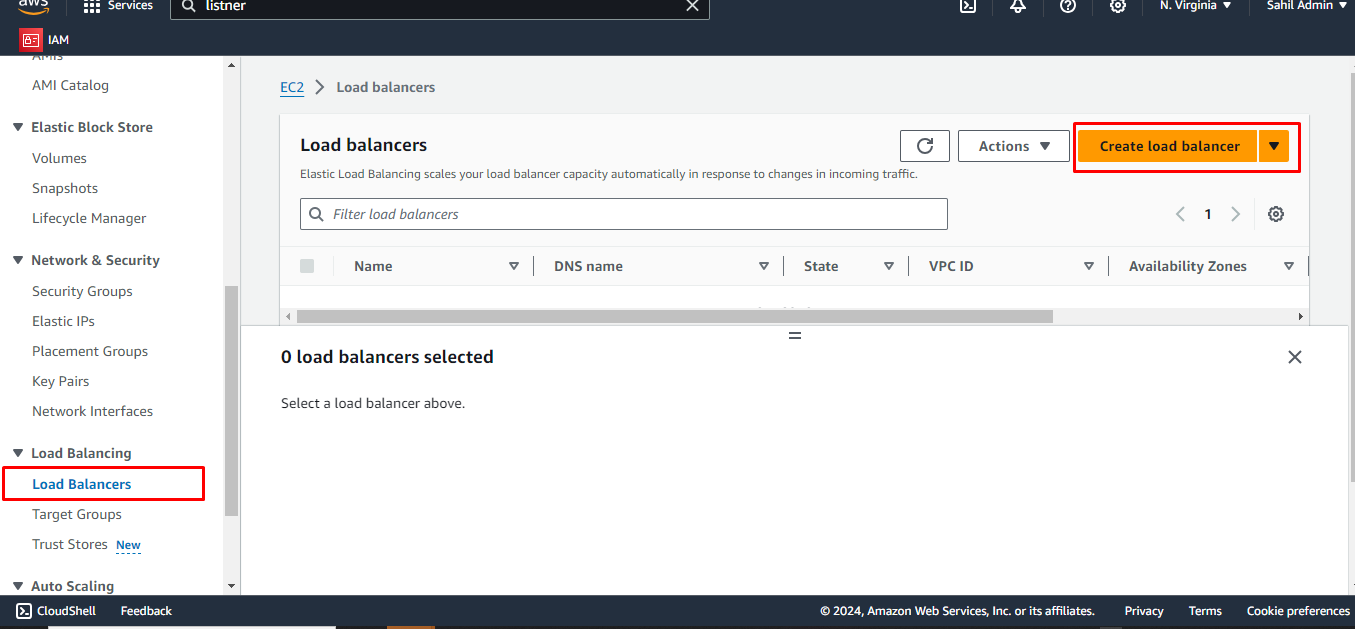 aws
Services
listner
N. Virginia
Sahil Admin
IAM
AMIs
AMI Catalog
Elastic Block Store
Volumes
Snapshots
Lifecycle Manager
Network & Security
Security Groups
Elastic IPs
Placement Groups
Key Pairs
Network Interfaces
Load Balancing
Load Balancers
Target Groups
Trust Stores New
Auto Scaling
EC2 > Load balancers
Load balancers
Actions
Create load balancer
Elastic Load Balancing scales your load balancer capacity automatically in response to changes in incoming traffic.
Filter load balancers
1
Name DNS name State VPC ID Availability Zones
0 load balancers selected
Select a load balancer above.
CloudShell Feedback © 2024, Amazon Web Services, Inc. or its affiliates. Privacy Terms Cookie preferences